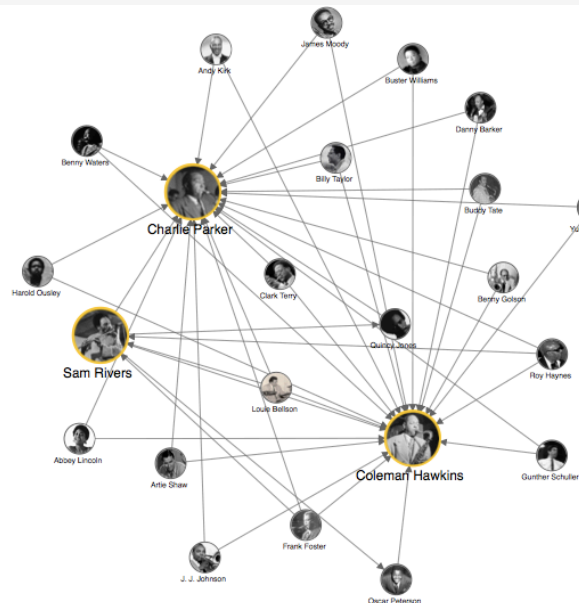 James Moody
Andy Kirk
Buster Williams
Danny Barker
Benny Waters
Billy Taylor
Buddy Tate
Charlie Parker
Harold Ousley
Clark Terry
Benny Golson
Quincy Jones
Sam Rivers
Roy Haynes
Louie Bellson
Abbey Lincoln
Coleman Hawkins
Artie Shaw
Gunther Schuller
Frank Foster
J. J. Johnson
Oscar Peterson